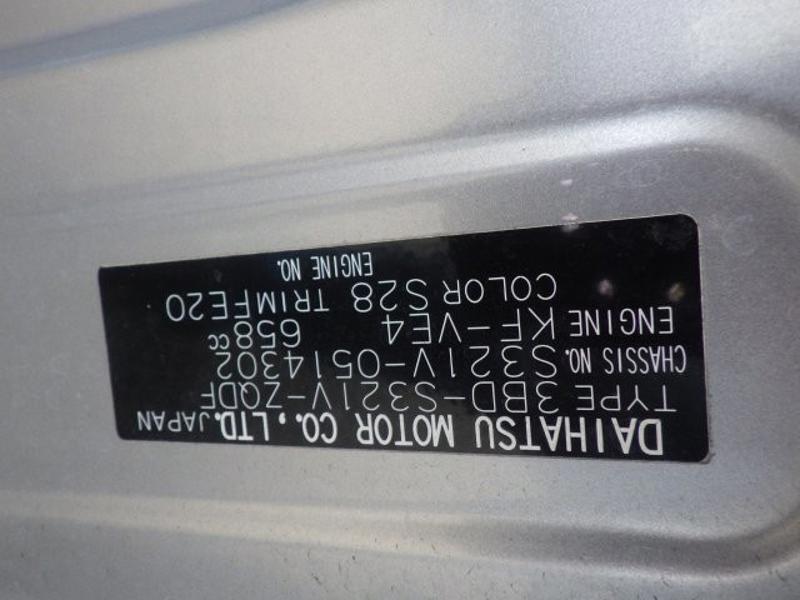 DAIHATSU MOTOR CO., LTD. JAPAN
TYPE 3BD-S321V-ZQDF
CHASSIS NO. S321V-0514302
ENGINE KF-VE4 658cc
COLOR S28 TRIM FE20
ENGINE NO.